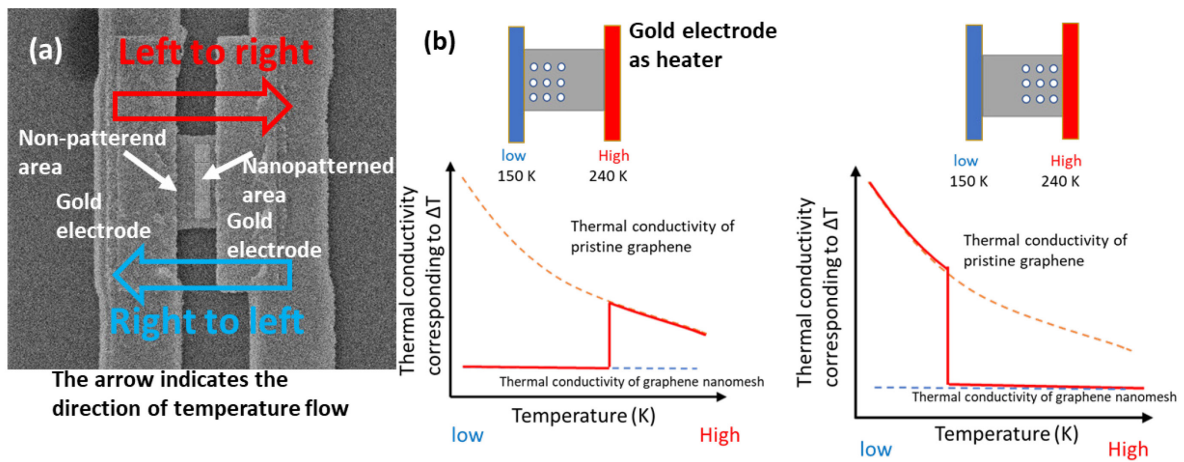 (a)
Left to right
Non-patterend
area
Nanopatterned
area
Gold
electrode
Gold
electrode
Right to left
The arrow indicates the
direction of temperature flow
(b)
Gold electrode
as heater
low
High
150 K
240 K
Thermal conductivity
corresponding to ΔT
Thermal conductivity of
pristine graphene
Thermal conductivity of graphene nanomesh
Temperature (K)
low
High
low
High
150 K
240 K
Thermal conductivity
corresponding to ΔT
Thermal conductivity of
pristine graphene
Thermal conductivity of graphene nanomesh
Temperature (K)
low
High